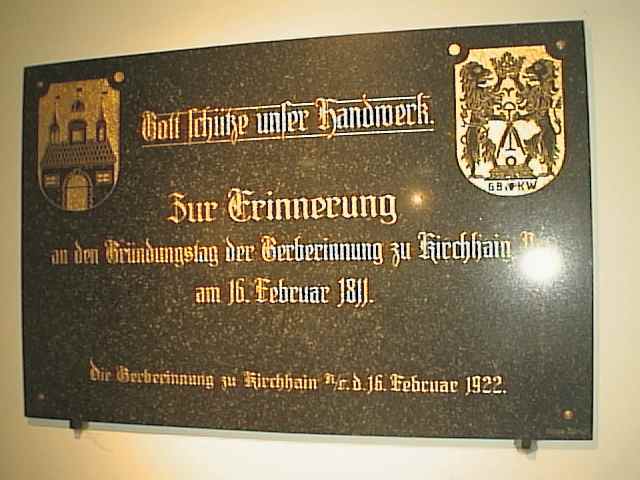 Gott schütze unser Handwerk.
GB. KW
Zur Erinnerung
an den Gründungstag der Gerberinnung zu Kirchhain
am 16. Februar 1811.
Die Gerberinnung zu Kirchhain N/L. d. 16. Februar 1922.